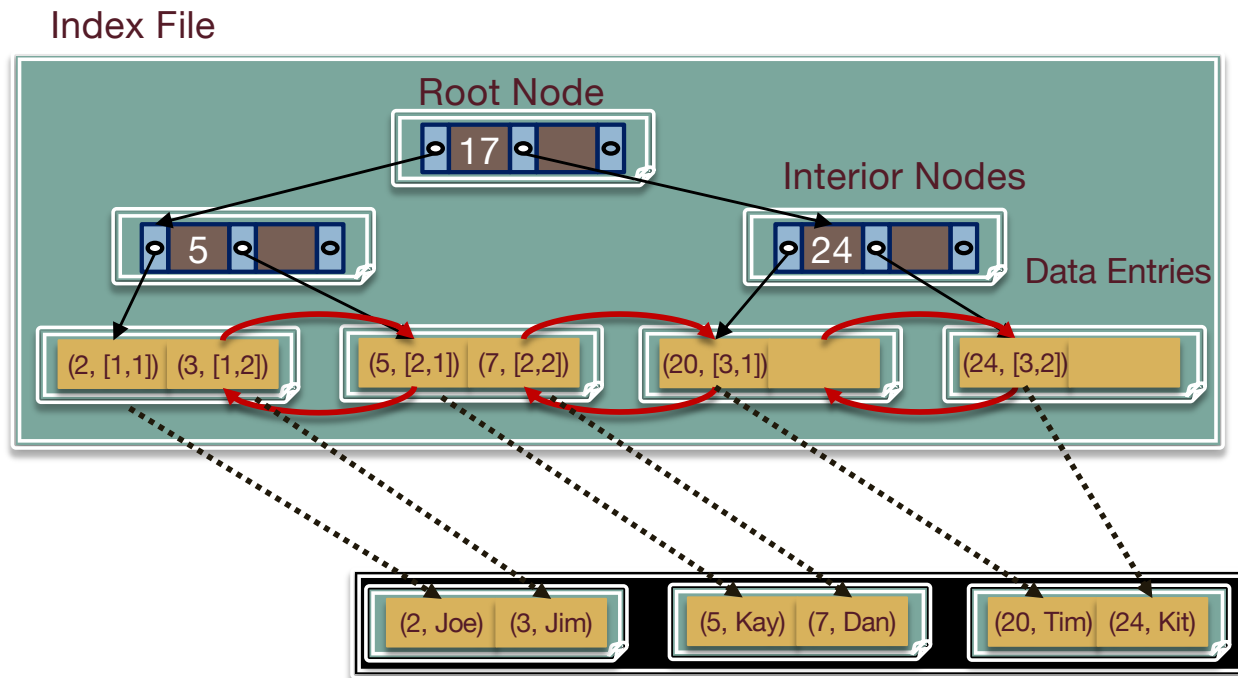 Index File
Root Node
17
Interior Nodes
5
24
Data Entries
(2, [1,1]) (3, [1,2]) (5, [2,1]) (7, [2,2]) (20, [3,1]) (24, [3,2])
(2, Joe) (3, Jim) (5, Kay) (7, Dan) (20, Tim) (24, Kit)